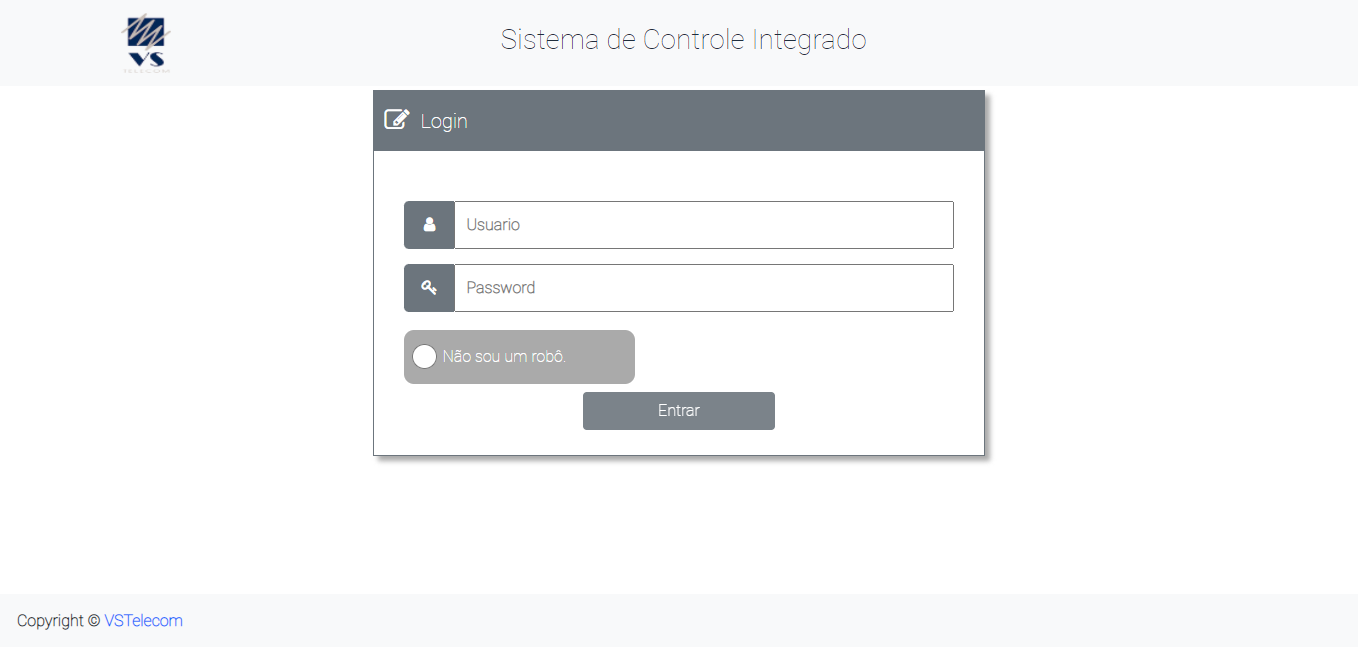 VS
TELECOM
Sistema de Controle Integrado
Login
Usuario
Password
Não sou um robô.
Entrar
Copyright © VSTelecom